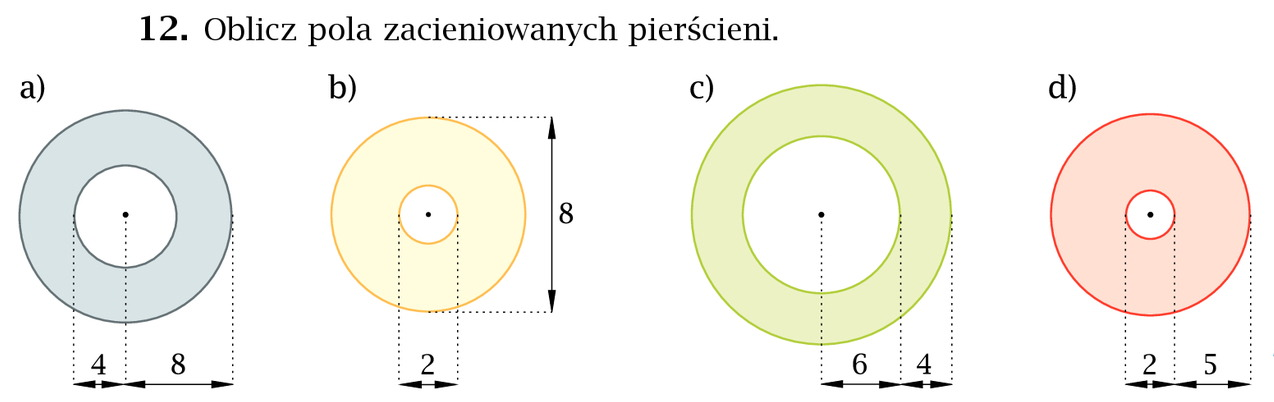 12. Oblicz pola zacieniowanych pierścieni.
a) b) c) d)
8
4 8 2 6 4 2 5